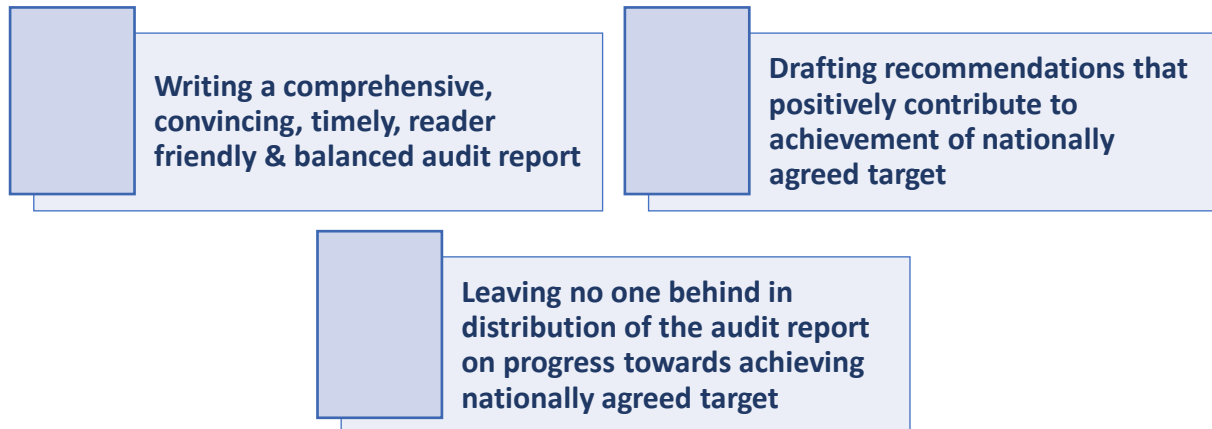 Writing a comprehensive,
convincing, timely, reader
friendly & balanced audit report
Drafting recommendations that
positively contribute to
achievement of nationally
agreed target
Leaving no one behind in
distribution of the audit report
on progress towards achieving
nationally agreed target